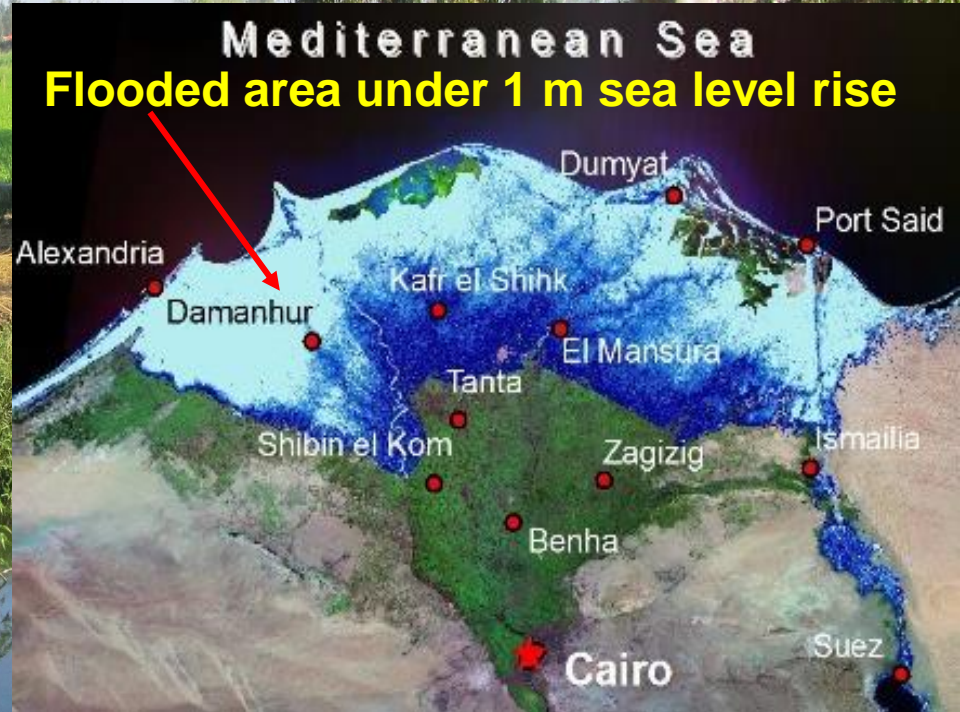 Mediterranean Sea
Flooded area under 1 m sea level rise
Dumyat
Port Said
Alexandria
Kafr el Shihk
Damanhur
El Mansura
Tanta
Shibin el Kom
Zagizig
Ismailia
Benha
Suez
Cairo